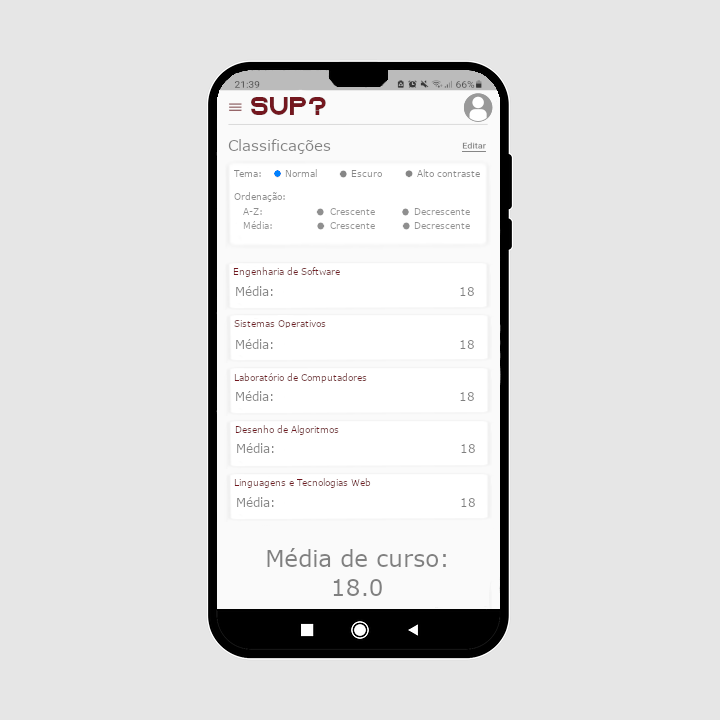 21:39 66%
SUP?
Classificações Editar
Tema: Normal Escuro Alto contraste
Ordenação:
A-Z: Crescente Decrescente
Média: Crescente Decrescente
Engenharia de Software
Média: 18
Sistemas Operativos
Média: 18
Laboratório de Computadores
Média: 18
Desenho de Algoritmos
Média: 18
Linguagens e Tecnologias Web
Média: 18
Média de curso:
18.0